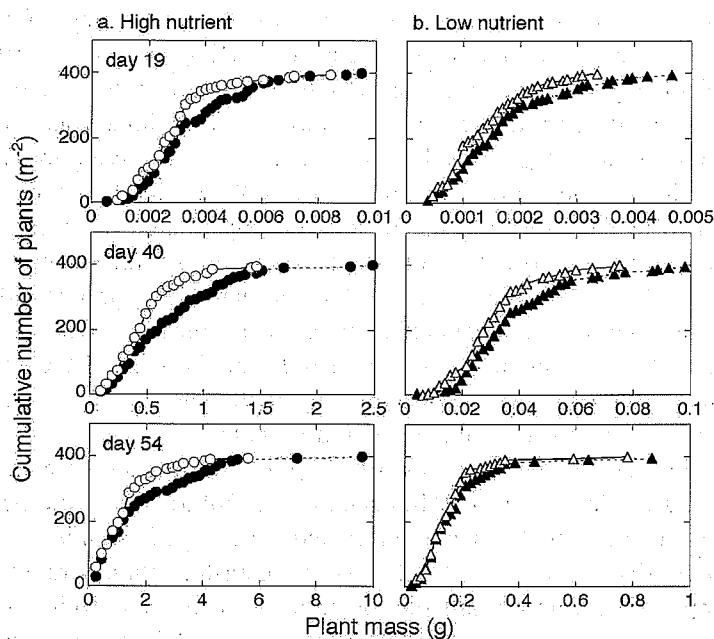 a. High nutrient
b. Low nutrient
day 19
400
200
0
0 0.002 0.004 0.006 0.008 0.01
0 0.001 0.002 0.003 0.004 0.005
day 40
400
200
0
0 0.5 1 1.5 2 2.5
0 0.02 0.04 0.06 0.08 0.1
day 54
400
200
0
0 2 4 6 8 10
0 0.2 0.4 0.6 0.8 1
Cumulative number of plants (m⁻²)
Plant mass (g)